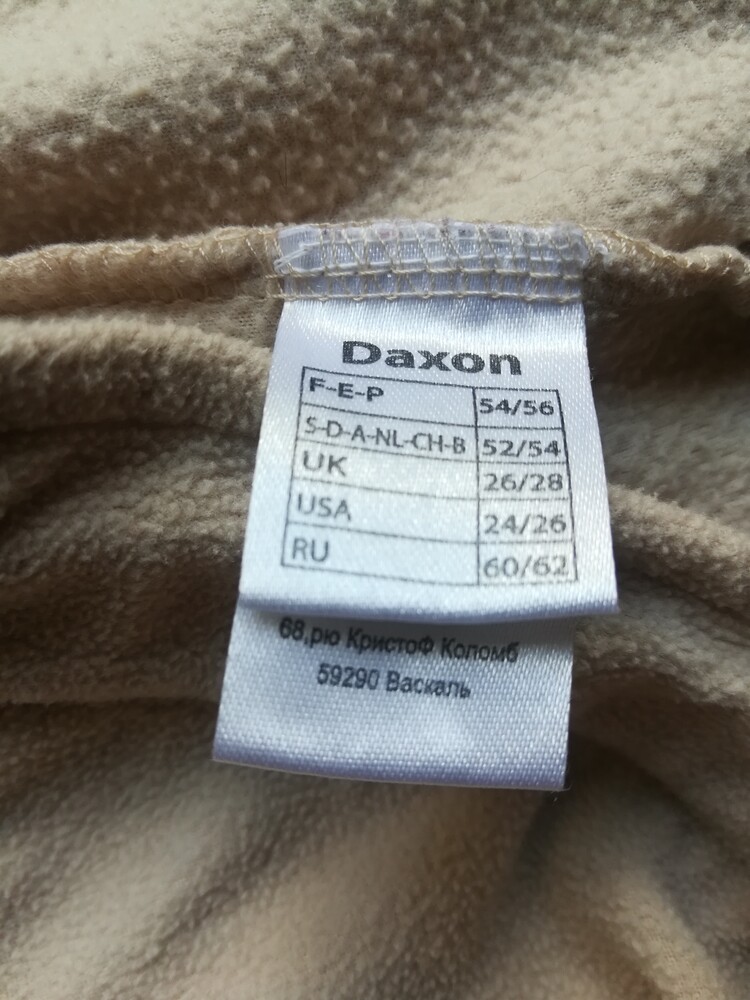 Daxon
F-E-P 54/56
S-D-A-NL-CH-B 52/54
UK 26/28
USA 24/26
RU 60/62
68,рю Кристоф Коломб
59290 Васкаль